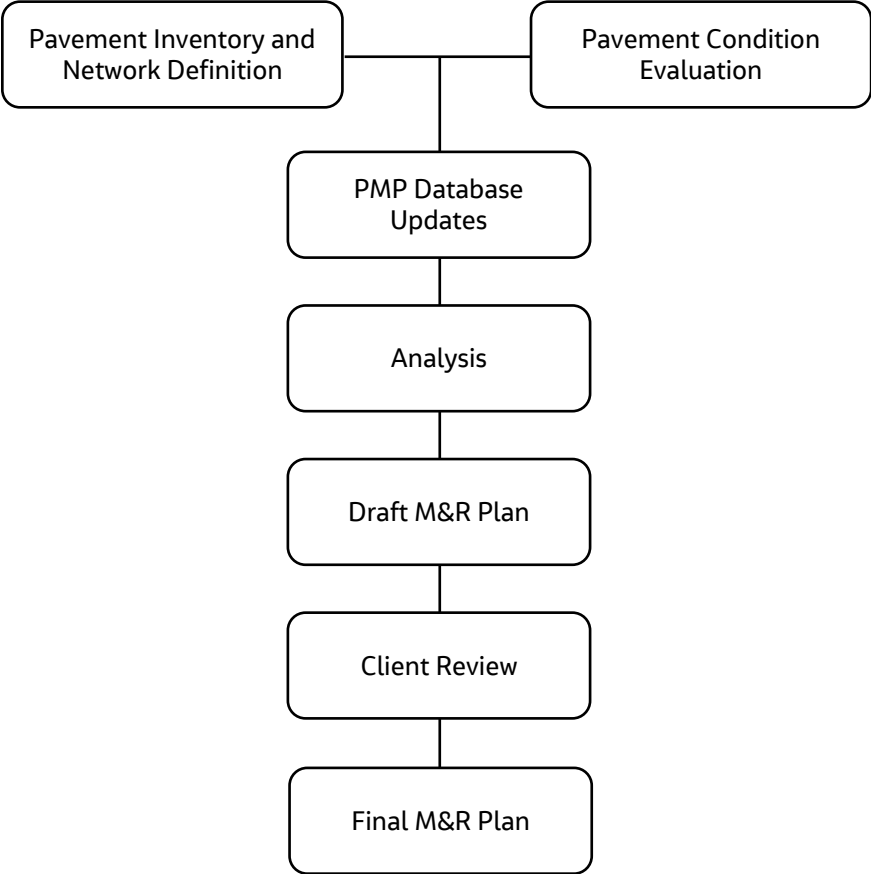 Pavement Inventory and
Network Definition
Pavement Condition
Evaluation
PMP Database
Updates
Analysis
Draft M&R Plan
Client Review
Final M&R Plan